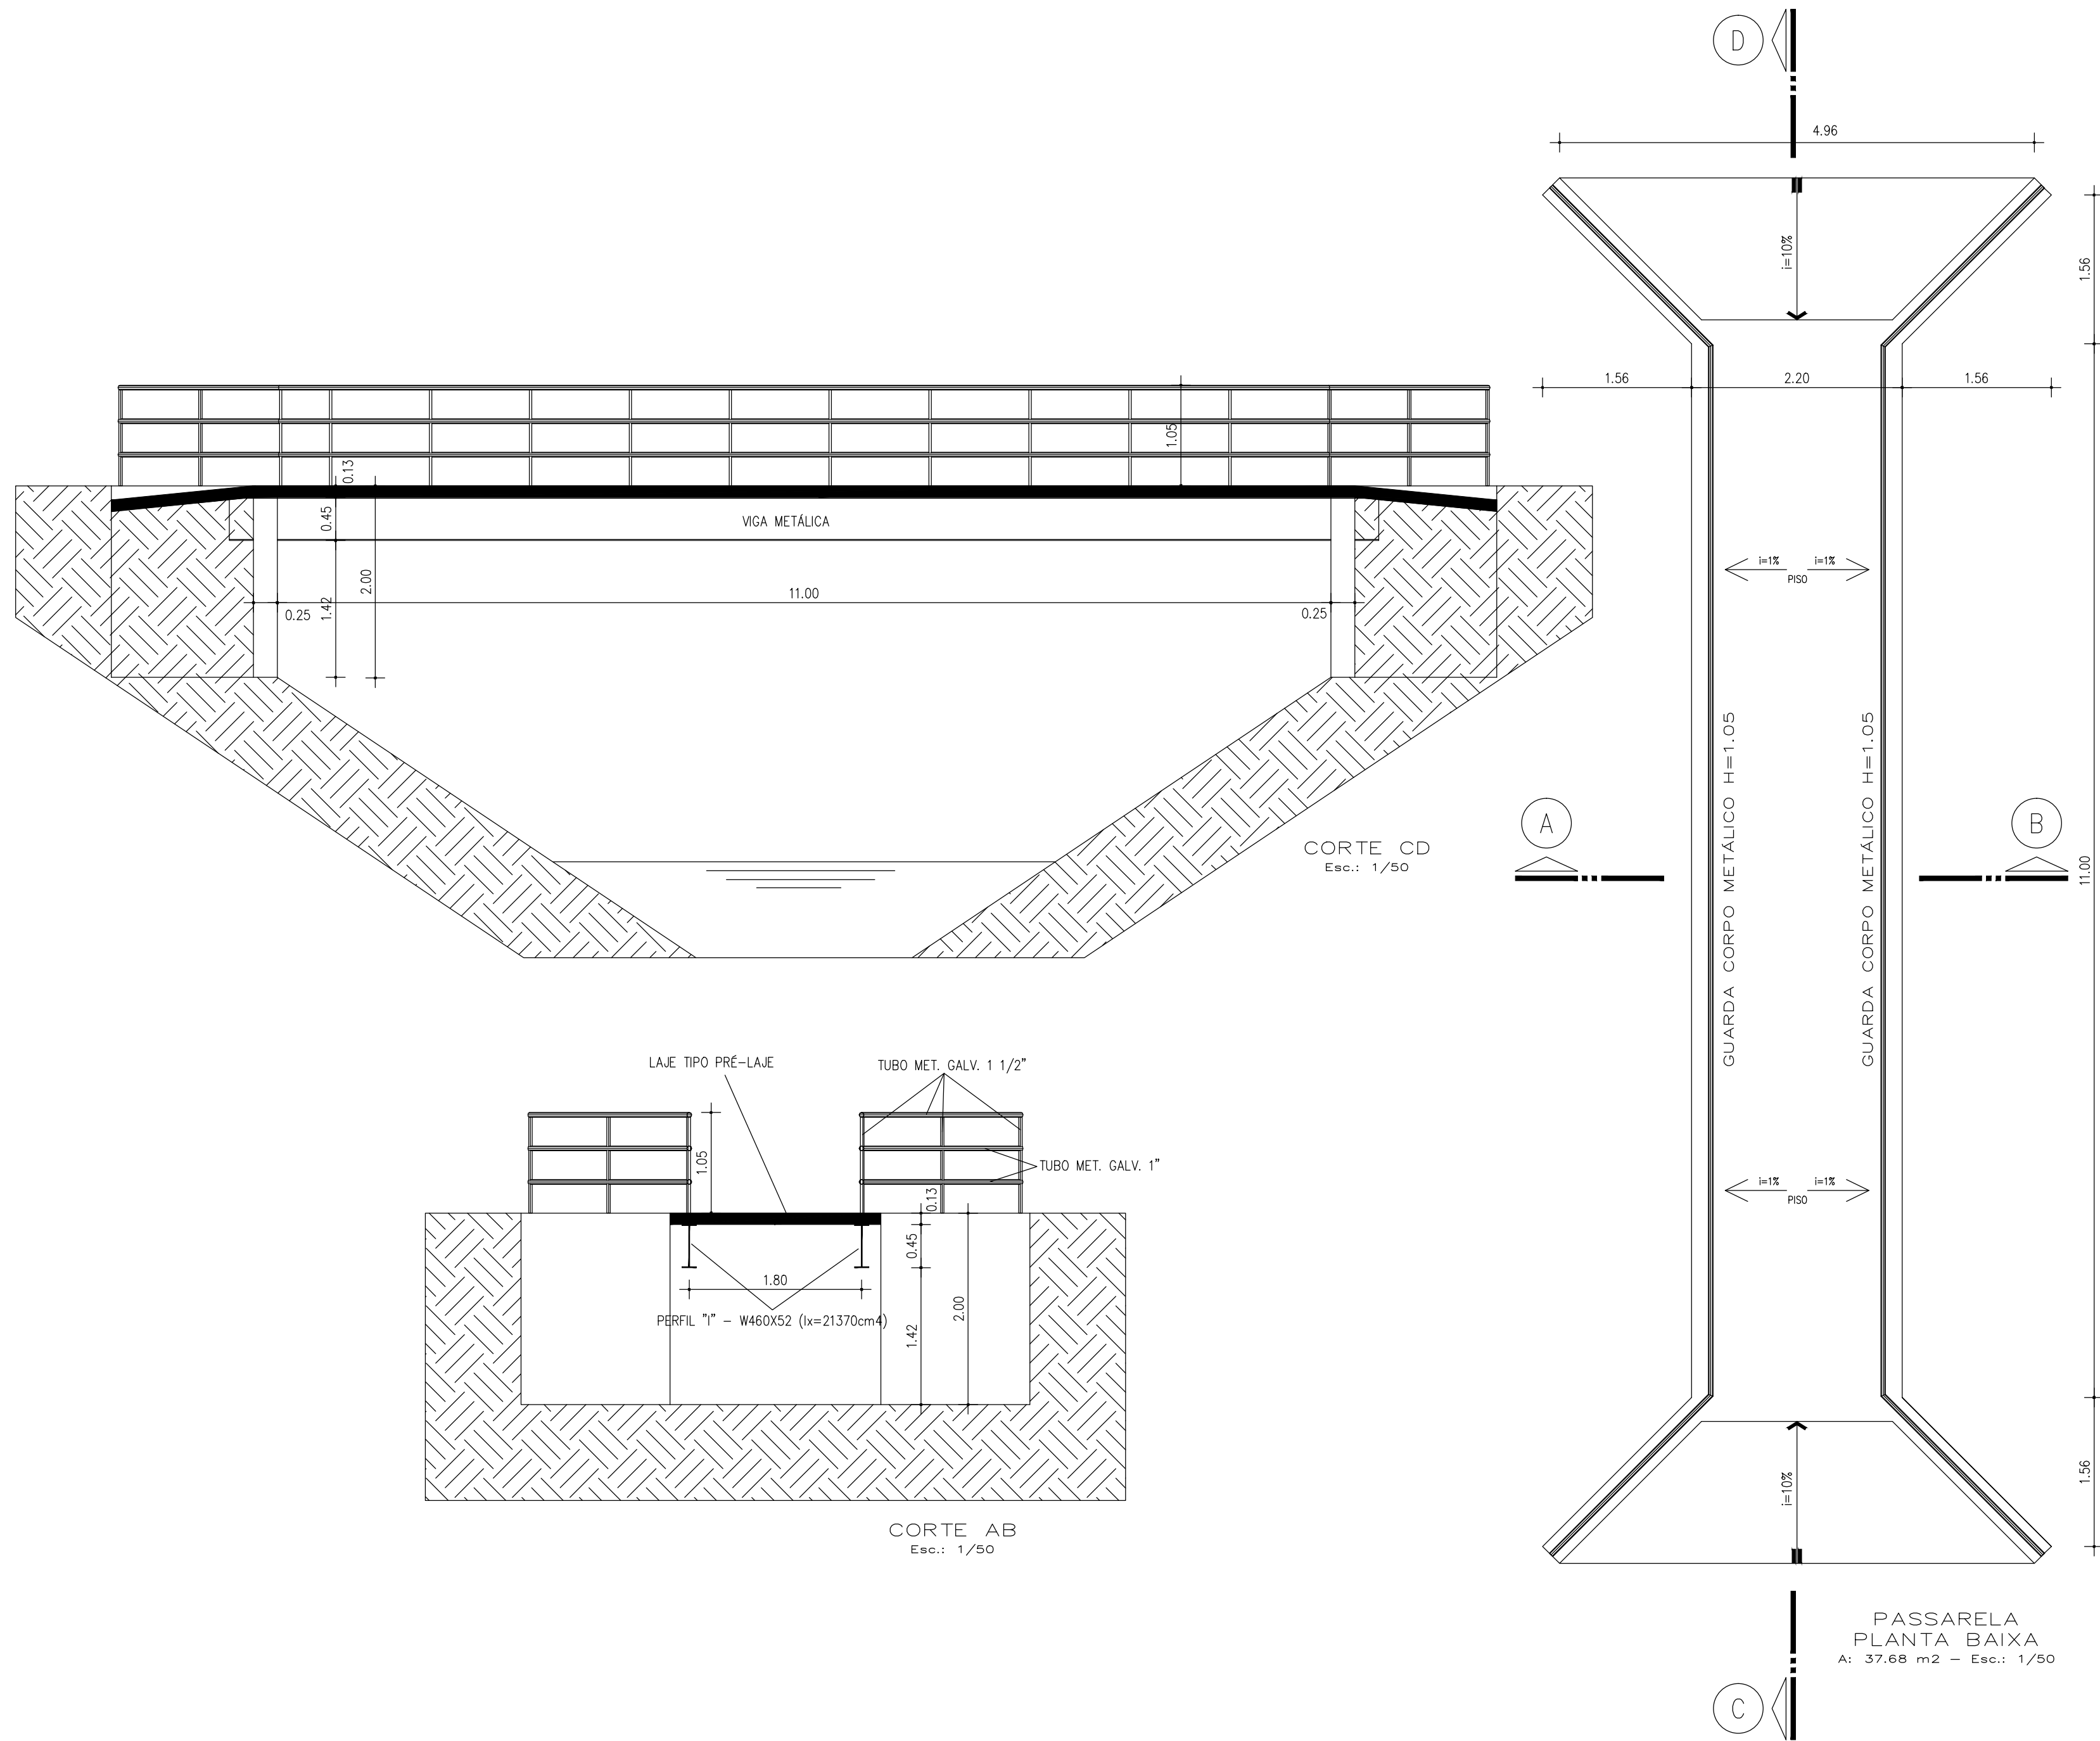 D
4.96
i=10%
1.56
1.56
2.20
1.56
1.05
0.13
0.45
VIGA METÁLICA
2.00
1.42
11.00
0.25
0.25
i=1%
i=1%
PISO
GUARDA CORPO METÁLICO H=1.05
GUARDA CORPO METÁLICO H=1.05
A
B
11.00
CORTE CD
Esc.: 1/50
LAJE TIPO PRÉ-LAJE
TUBO MET. GALV. 1 1/2"
TUBO MET. GALV. 1"
1.05
0.13
0.45
1.80
2.00
1.42
PERFIL "I" - W460X52 (Ix=21370cm4)
i=1%
i=1%
PISO
i=10%
1.56
CORTE AB
Esc.: 1/50
PASSARELA
PLANTA BAIXA
A: 37.68 m2 - Esc.: 1/50
C